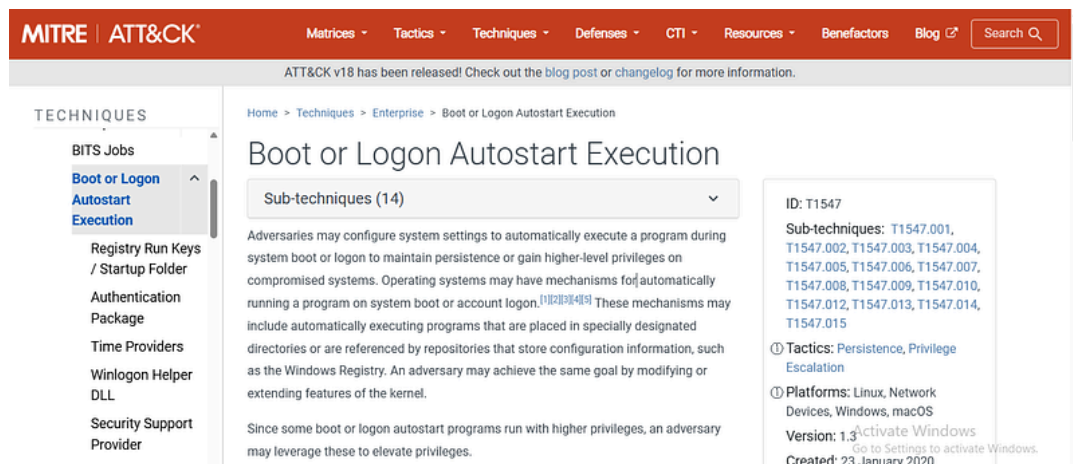 MITRE | ATT&CK®
Matrices Tactics Techniques Defenses CTI Resources Benefactors Blog Search
ATT&CK v18 has been released! Check out the blog post or changelog for more information.
TECHNIQUES
BITS Jobs
Boot or Logon
Autostart
Execution
Registry Run Keys
/ Startup Folder
Authentication
Package
Time Providers
Winlogon Helper
DLL
Security Support
Provider
Home > Techniques > Enterprise > Boot or Logon Autostart Execution
Boot or Logon Autostart Execution
Sub-techniques (14)
Adversaries may configure system settings to automatically execute a program during
system boot or logon to maintain persistence or gain higher-level privileges on
compromised systems. Operating systems may have mechanisms for automatically
running a program on system boot or account logon.[1][2][3][4][5] These mechanisms may
include automatically executing programs that are placed in specially designated
directories or are referenced by repositories that store configuration information, such
as the Windows Registry. An adversary may achieve the same goal by modifying or
extending features of the kernel.
Since some boot or logon autostart programs run with higher privileges, an adversary
may leverage these to elevate privileges.
ID: T1547
Sub-techniques: T1547.001,
T1547.002, T1547.003, T1547.004,
T1547.005, T1547.006, T1547.007,
T1547.008, T1547.009, T1547.010,
T1547.012, T1547.013, T1547.014,
T1547.015
Tactics: Persistence, Privilege
Escalation
Platforms: Linux, Network
Devices, Windows, macOS
Version: 1.3
Created: 23 January 2020
Activate Windows
Go to Settings to activate Windows.